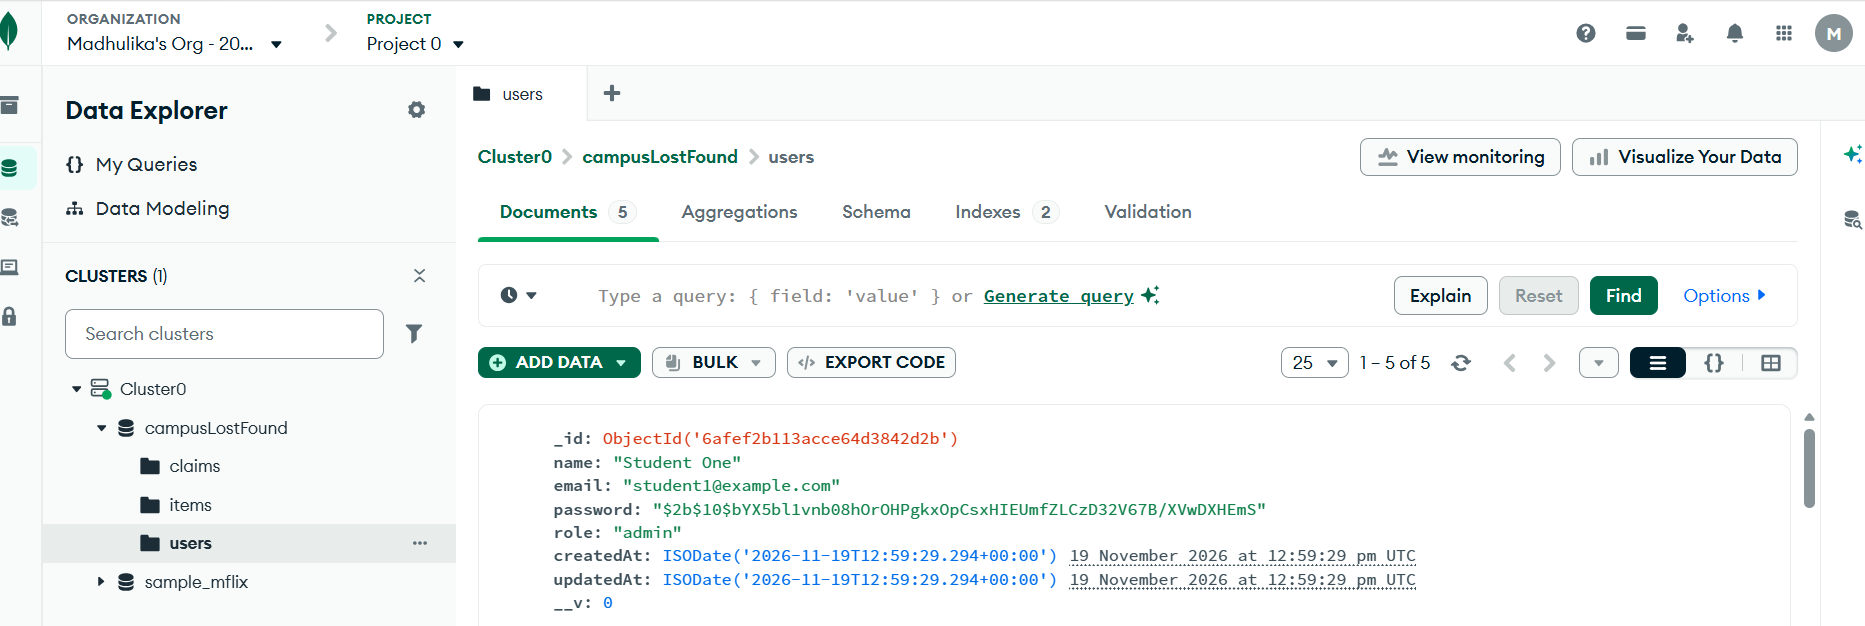 ORGANIZATION
Madhulika's Org - 20...
PROJECT
Project 0
M
Data Explorer
My Queries
Data Modeling
CLUSTERS (1)
Search clusters
Cluster0
campusLostFound
claims
items
users
sample_mflix
users
Cluster0 > campusLostFound > users
View monitoring
Visualize Your Data
Documents 5
Aggregations
Schema
Indexes 2
Validation
Type a query: { field: 'value' } or Generate query
Explain
Reset
Find
Options
ADD DATA
BULK
EXPORT CODE
25
1 – 5 of 5
_id: ObjectId('6afef2b113acce64d3842d2b')
name: "Student One"
email: "student1@example.com"
password: "$2b$10$bYX5bl1vnb08hOrOHPgkxOpCsxHIEUmfZLCzD32V67B/XVwDXHEmS"
role: "admin"
createdAt: ISODate('2026-11-19T12:59:29.294+00:00') 19 November 2026 at 12:59:29 pm UTC
updatedAt: ISODate('2026-11-19T12:59:29.294+00:00') 19 November 2026 at 12:59:29 pm UTC
__v: 0